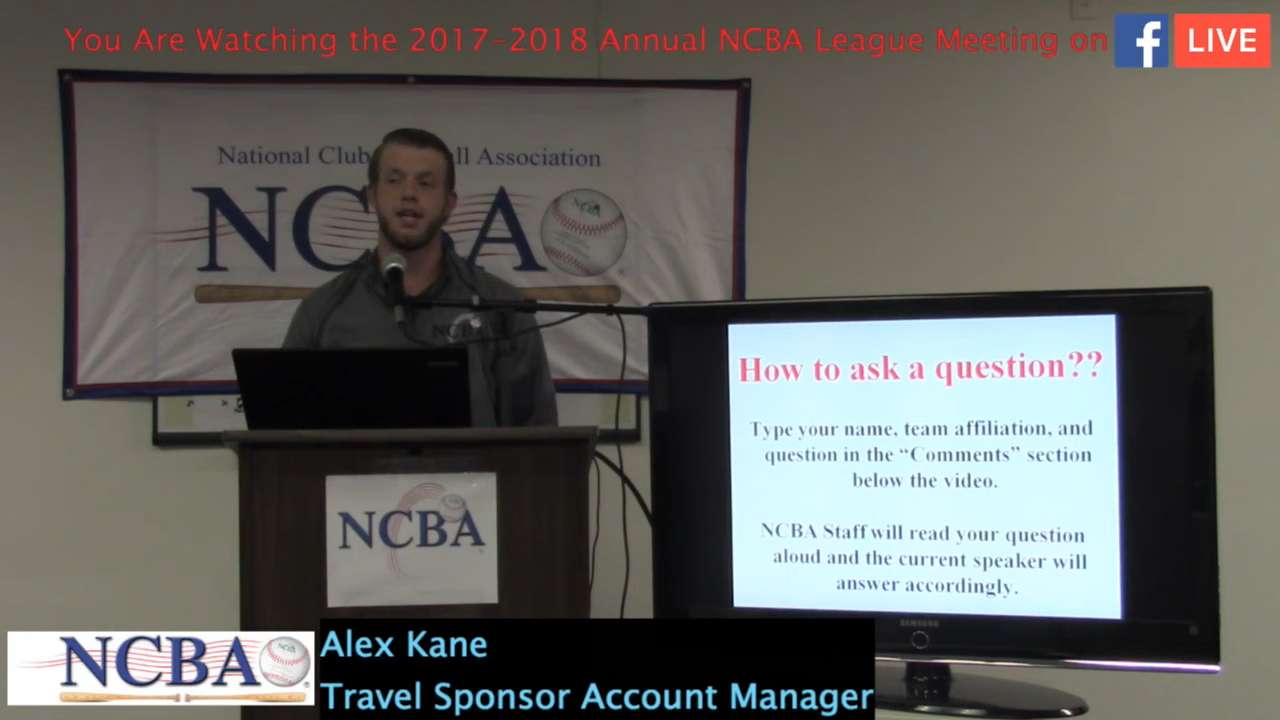 You Are Watching the 2017-2018 Annual NCBA League Meeting on f LIVE
National Club ll Association
NCBA
NCBA
How to ask a question??
Type your name, team affiliation, and
question in the “Comments” section
below the video.
NCBA Staff will read your question
aloud and the current speaker will
answer accordingly.
NCBA
SAMSUNG
NCBA
Alex Kane
Travel Sponsor Account Manager